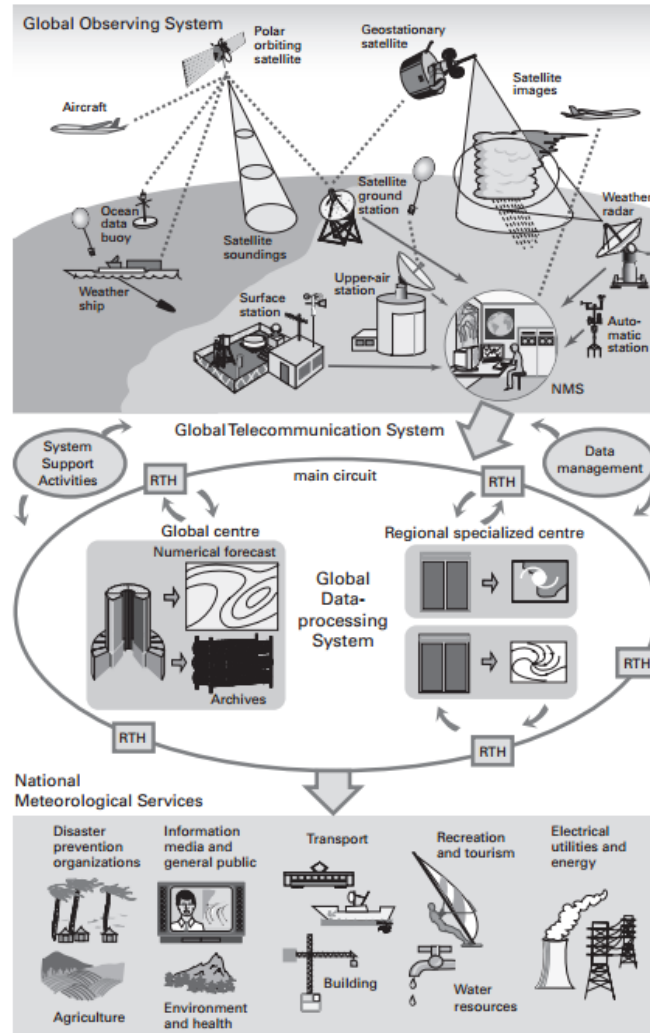 Global Observing System
Polar
orbiting
satellite
Geostationary
satellite
Satellite
images
Aircraft
Ocean
data
buoy
Satellite
soundings
Satellite
ground
station
Weather
radar
Weather
ship
Surface
station
Upper-air
station
Auto-
matic
station
NMS
Global Telecommunication System
System
Support
Activities
Data
management
RTH
main circuit
RTH
Global centre
Regional specialized centre
Numerical forecast
Global
Data-
processing
System
Archives
RTH
RTH
RTH
National
Meteorological Services
Disaster
prevention
organizations
Information
media and
general public
Transport
Recreation
and tourism
Electrical
utilities and
energy
Agriculture
Environment
and health
Building
Water
resources